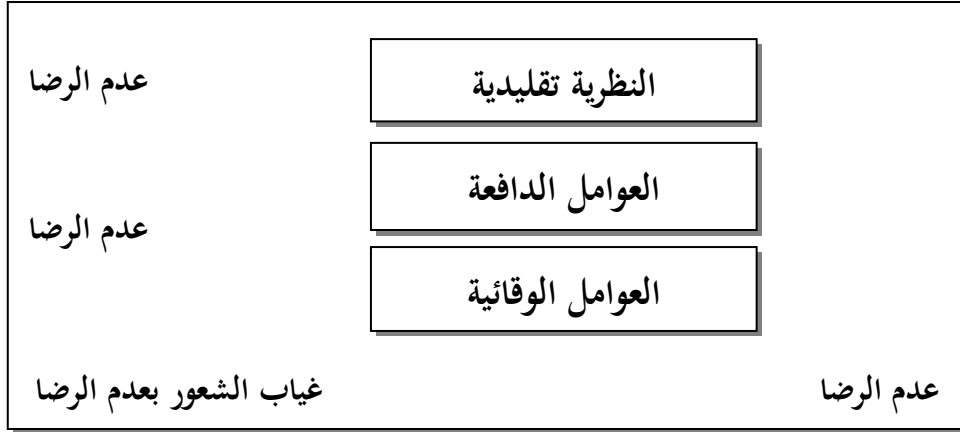 النظرية تقليدية
عدم الرضا
العوامل الدافعة
عدم الرضا
العوامل الوقائية
عدم الرضا
غياب الشعور بعدم الرضا